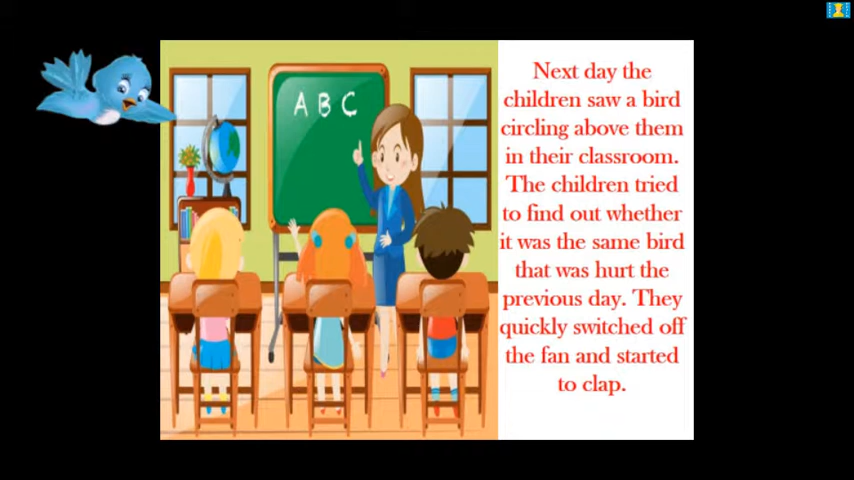 A B C
Next day the
children saw a bird
circling above them
in their classroom.
The children tried
to find out whether
it was the same bird
that was hurt the
previous day. They
quickly switched off
the fan and started
to clap.